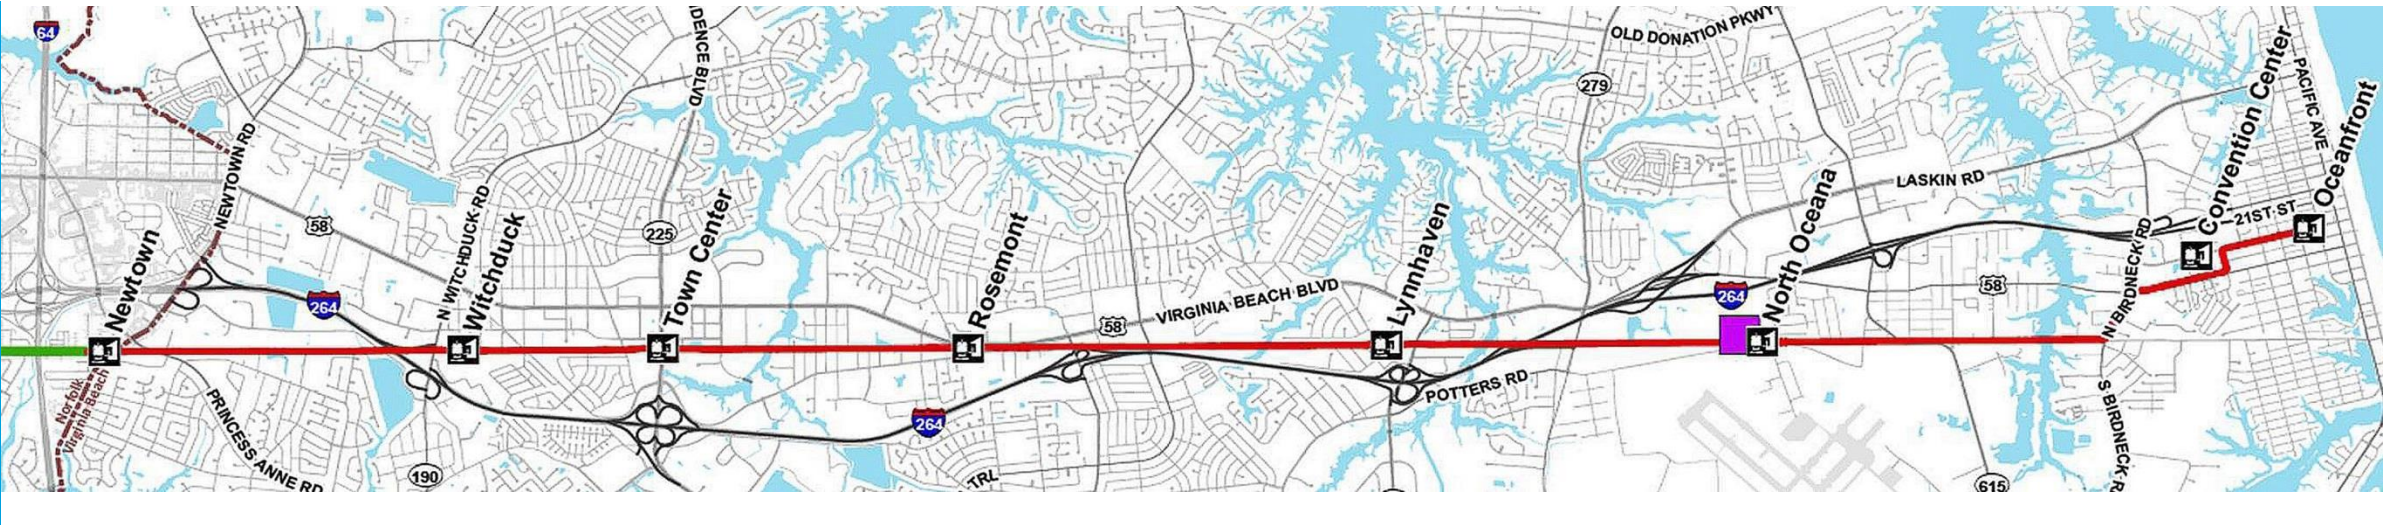 64
DENCE BLVD
OLD DONATION PKWY
279
PACIFIC AVE
Convention Center
Oceanfront
NEWTOWN RD
58
N WITCHDUCK RD
225
LASKIN RD
21ST ST
Newtown
Witchduck
Town Center
Rosemont
Lynnhaven
North Oceana
N BIRDNECK RD
264
58
VIRGINIA BEACH BLVD
264
58
Norfolk
Virginia Beach
PRINCESS ANNE RD
264
POTTERS RD
S BIRDNECK R
190
TRL
615